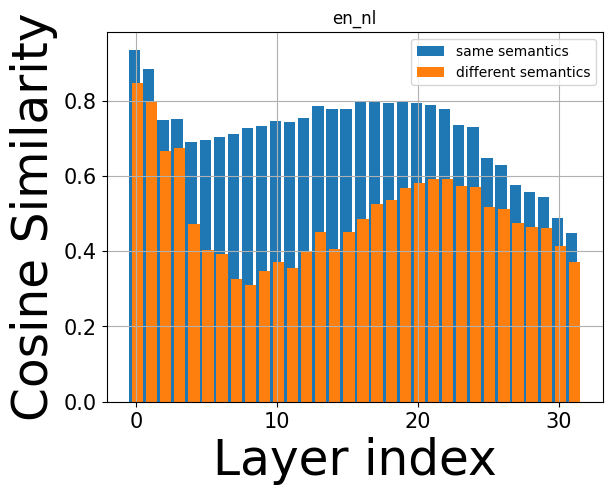 en_nl
same semantics
different semantics
Cosine Similarity
0.8
0.6
0.4
0.2
0.0
0 10 20 30
Layer index